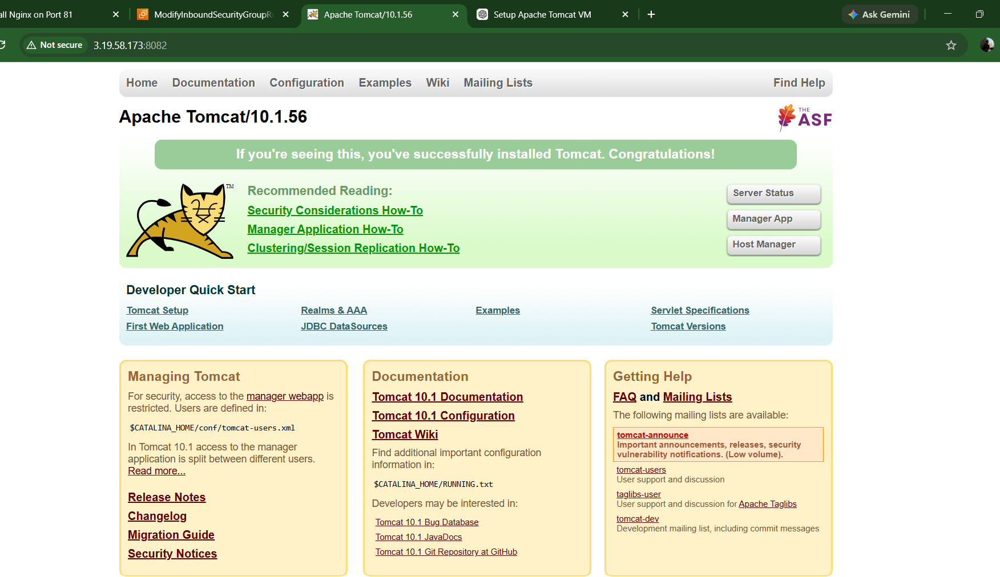 all Nginx on Port 81
ModifyInboundSecurityGroupR
Apache Tomcat/10.1.56
Setup Apache Tomcat VM
Ask Gemini
Not secure
3.19.58.173:8082
Home Documentation Configuration Examples Wiki Mailing Lists Find Help
Apache Tomcat/10.1.56
THE
ASF
If you're seeing this, you've successfully installed Tomcat. Congratulations!
TM
Recommended Reading:
Security Considerations How-To
Manager Application How-To
Clustering/Session Replication How-To
Server Status
Manager App
Host Manager
Developer Quick Start
Tomcat Setup
First Web Application
Realms & AAA
JDBC DataSources
Examples
Servlet Specifications
Tomcat Versions
Managing Tomcat
For security, access to the manager webapp is
restricted. Users are defined in:
$CATALINA_HOME/conf/tomcat-users.xml
In Tomcat 10.1 access to the manager
application is split between different users.
Read more...
Release Notes
Changelog
Migration Guide
Security Notices
Documentation
Tomcat 10.1 Documentation
Tomcat 10.1 Configuration
Tomcat Wiki
Find additional important configuration
information in:
$CATALINA_HOME/RUNNING.txt
Developers may be interested in:
Tomcat 10.1 Bug Database
Tomcat 10.1 JavaDocs
Tomcat 10.1 Git Repository at GitHub
Getting Help
FAQ and Mailing Lists
The following mailing lists are available:
tomcat-announce
Important announcements, releases, security
vulnerability notifications. (Low volume).
tomcat-users
User support and discussion
taglibs-user
User support and discussion for Apache Taglibs
tomcat-dev
Development mailing list, including commit messages